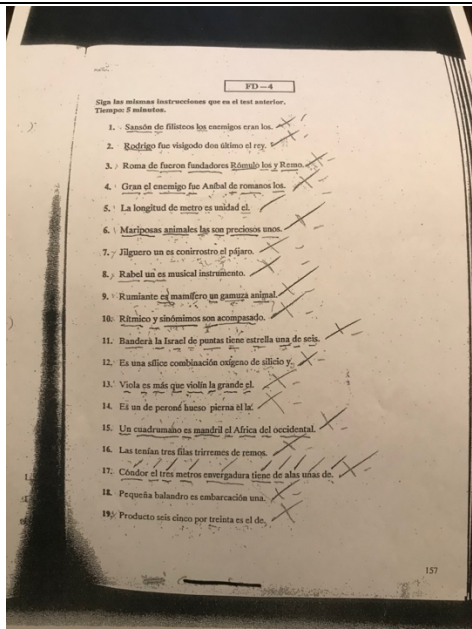 FD—4
Siga las mismas instrucciones que en el test anterior.
Tiempo: 5 minutos.
1. Sansón de filisteos los enemigos eran los.
2. Rodrigo fue visigodo don último el rey.
3. Roma de fueron fundadores Rómulo los y Remo.
4. Gran el enemigo fue Aníbal de romanos los.
5. La longitud de metro es unidad el.
6. Mariposas animales las son preciosos unos.
7. Jilguero un es conirrostro el pájaro.
8. Rabel un es musical instrumento.
9. Rumiante es mamífero un gamuza animal.
10. Rítmico y sinómimos son acompasado.
11. Bandera la Israel de puntas tiene estrella una de seis.
12. Es una sílice combinación oxígeno de silicio y.
13. Viola es más que violín la grande el.
14. Es un de peroné hueso pierna el la.
15. Un cuadrumano es mandril el Africa del occidental.
16. Las tenían tres filas trirremes de remos.
17. Cóndor el tres metros envergadura tiene de alas unas de.
18. Pequeña balandro es embarcación una.
19. Producto seis cinco por treinta es el de.
157